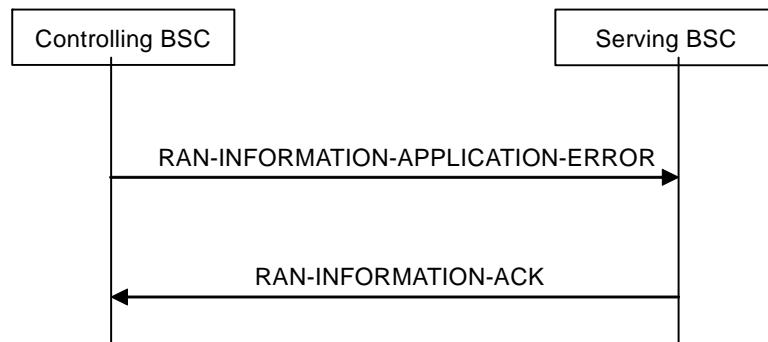 Controlling BSC
Serving BSC
RAN-INFORMATION-APPLICATION-ERROR
RAN-INFORMATION-ACK